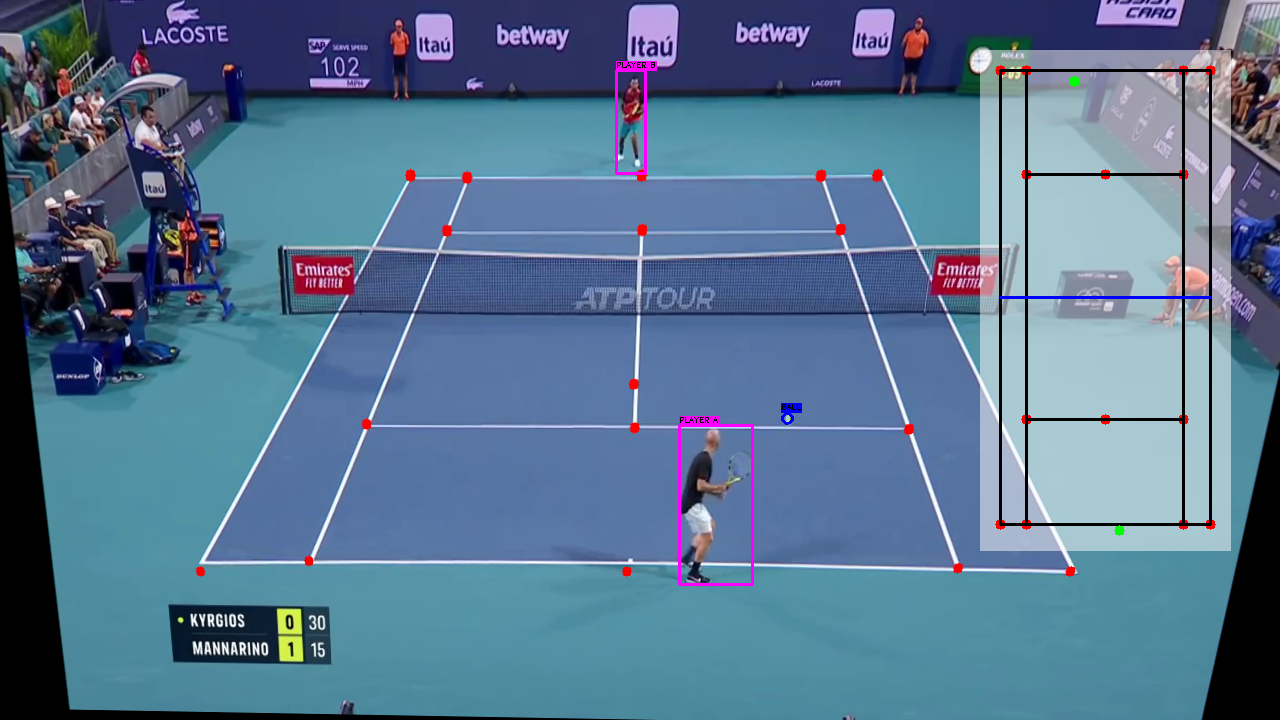 ASSIST
CARD
LACOSTE
Itaú
betway
Itaú
betway
Itaú
SAP SERVE SPEED
102
MPH
LACOSTE
ROLEX
PLAYER B
Itaú
Emirates
FLY BETTER
Emirates
FLY BETTER
ATP TOUR
DUNLOP
PLAYER A
KYRGIOS 0 30
MANNARINO 1 15